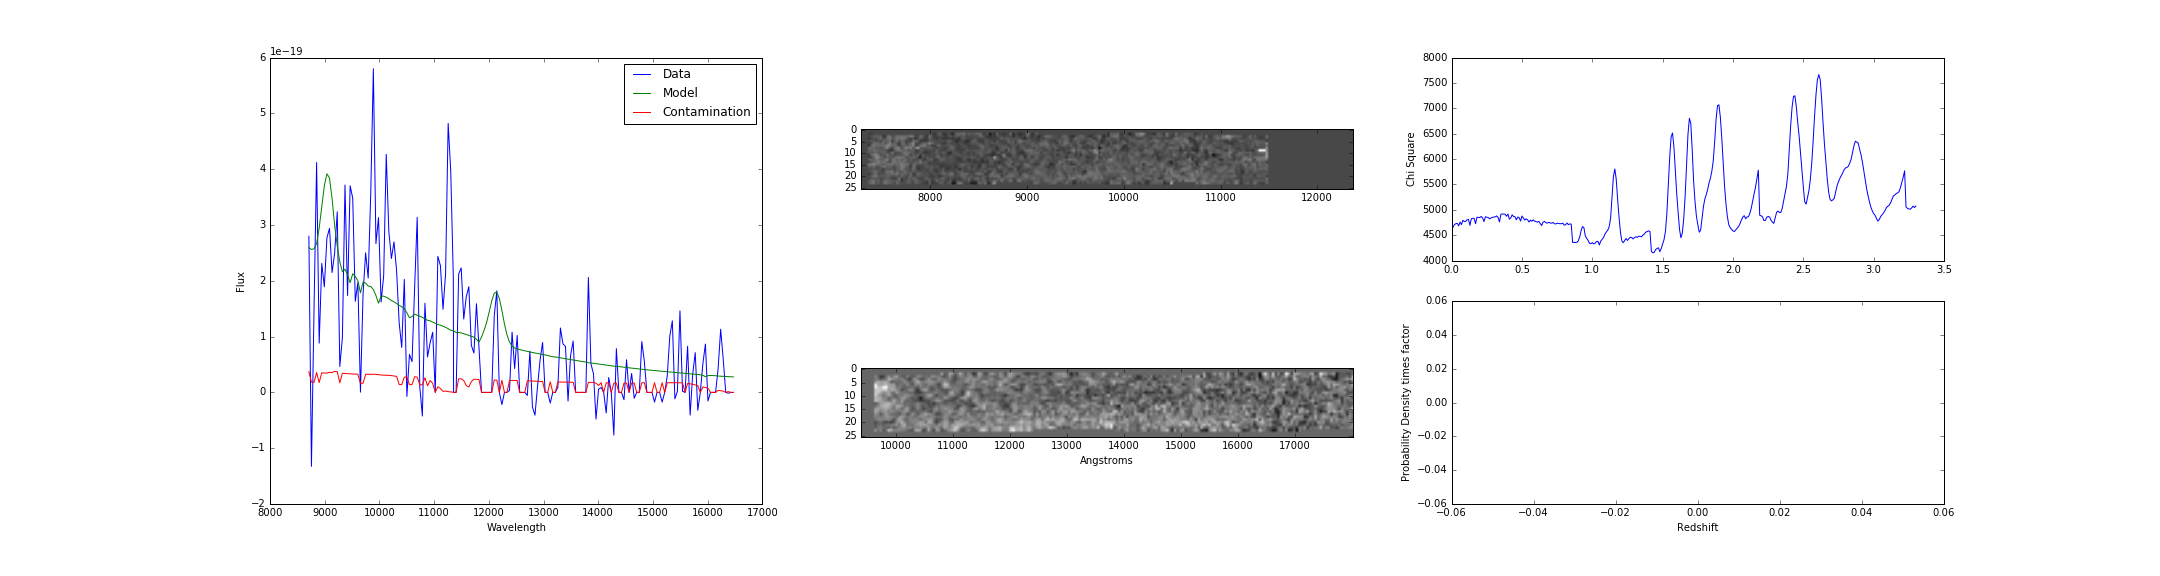 1e−19
6
5
4
3
2
1
0
−1
−2
Flux
8000 9000 10000 11000 12000 13000 14000 15000 16000 17000
Wavelength
Data
Model
Contamination
0
5
10
15
20
25
8000 9000 10000 11000 12000
0
5
10
15
20
25
10000 11000 12000 13000 14000 15000 16000 17000
Angstroms
8000
7500
7000
6500
6000
5500
5000
4500
4000
Chi Square
0.0 0.5 1.0 1.5 2.0 2.5 3.0 3.5
0.06
0.04
0.02
0.00
−0.02
−0.04
−0.06
Probability Density times factor
−0.06 −0.04 −0.02 0.00 0.02 0.04 0.06
Redshift